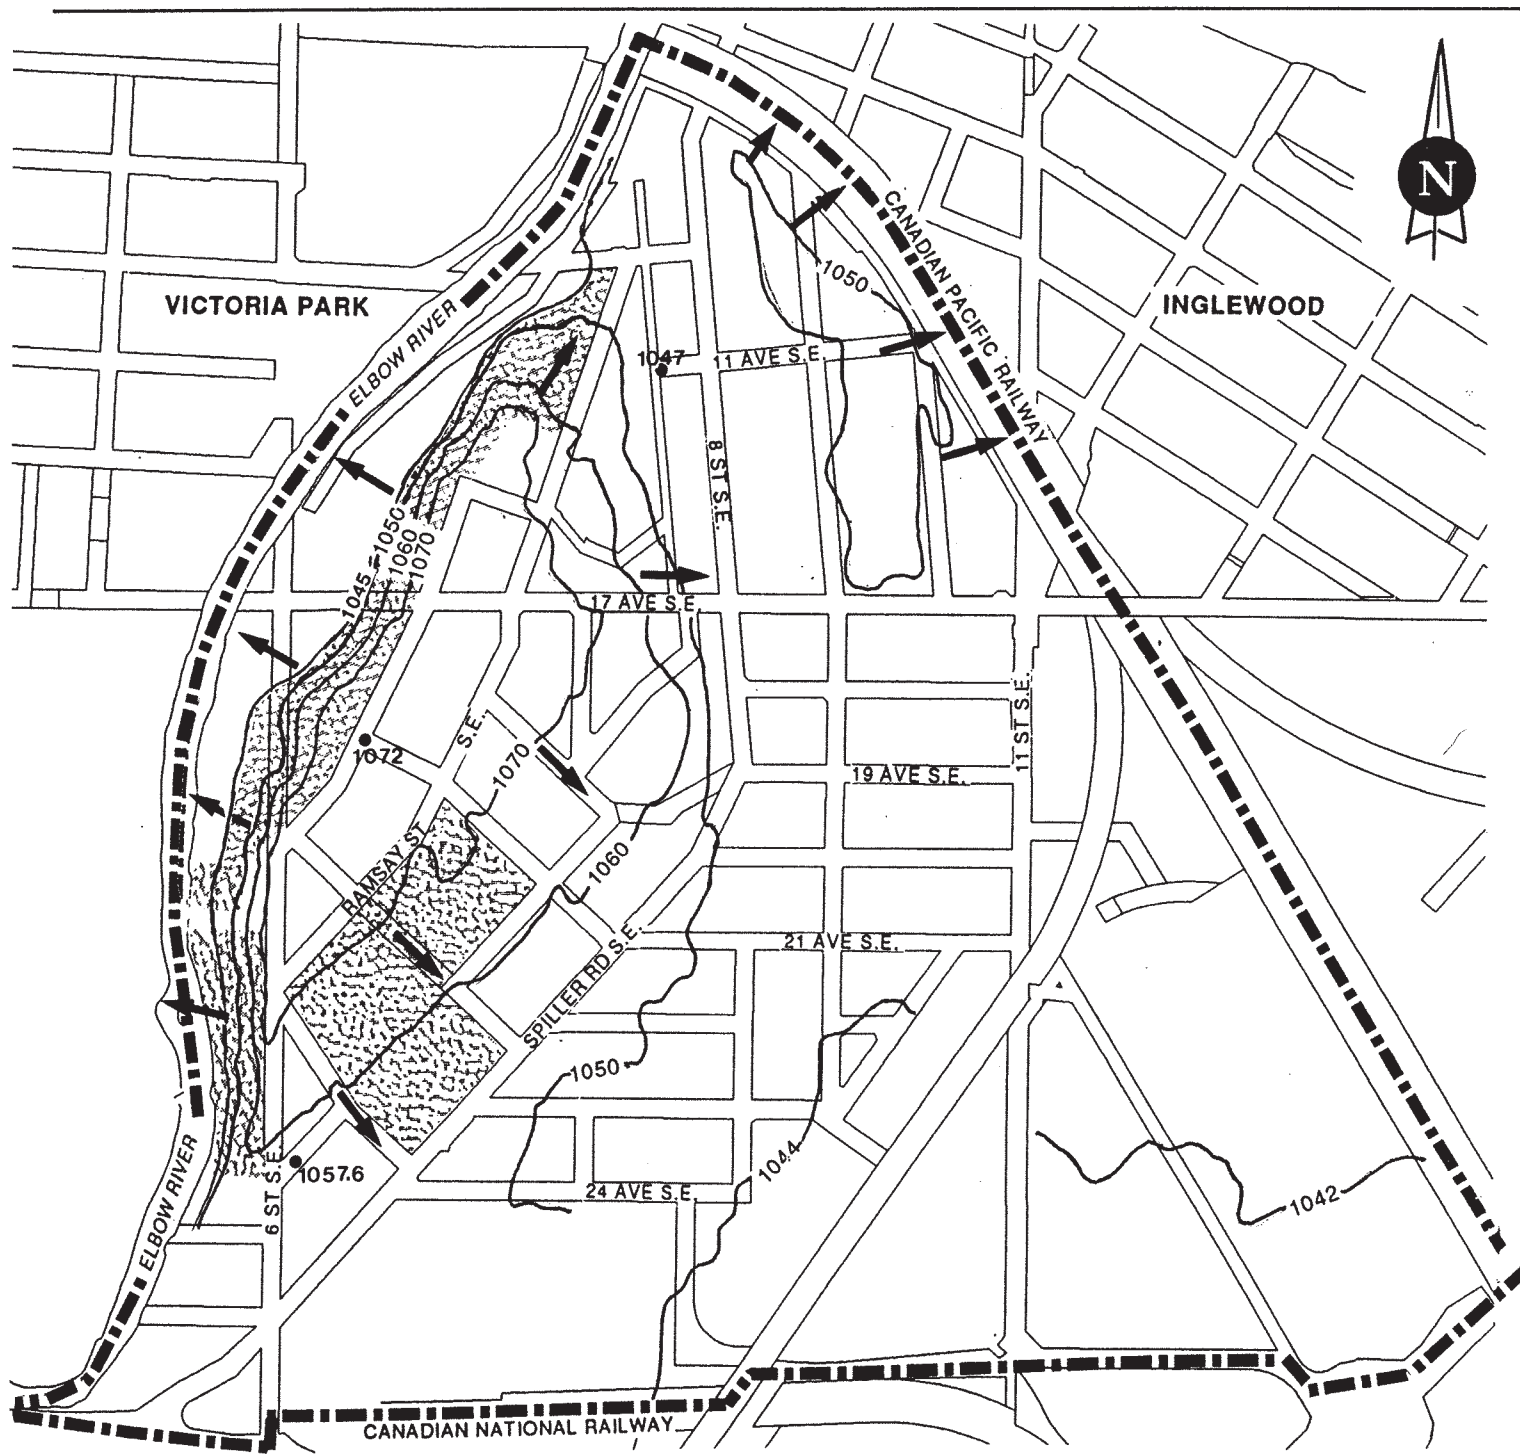 N
VICTORIA PARK
INGLEWOOD
ELBOW RIVER
CANADIAN PACIFIC RAILWAY
1050
1047
11 AVE S.E.
8 ST S.E.
1045
1050
1060
1070
17 AVE S.E.
11 ST S.E.
S.E.
1072
1070
19 AVE S.E.
RAMSAY ST
1060
21 AVE S.E.
SPILLER RD S.E.
1050
1044
1057.6
24 AVE S.E.
1042
6 ST S.E.
ELBOW RIVER
CANADIAN NATIONAL RAILWAY